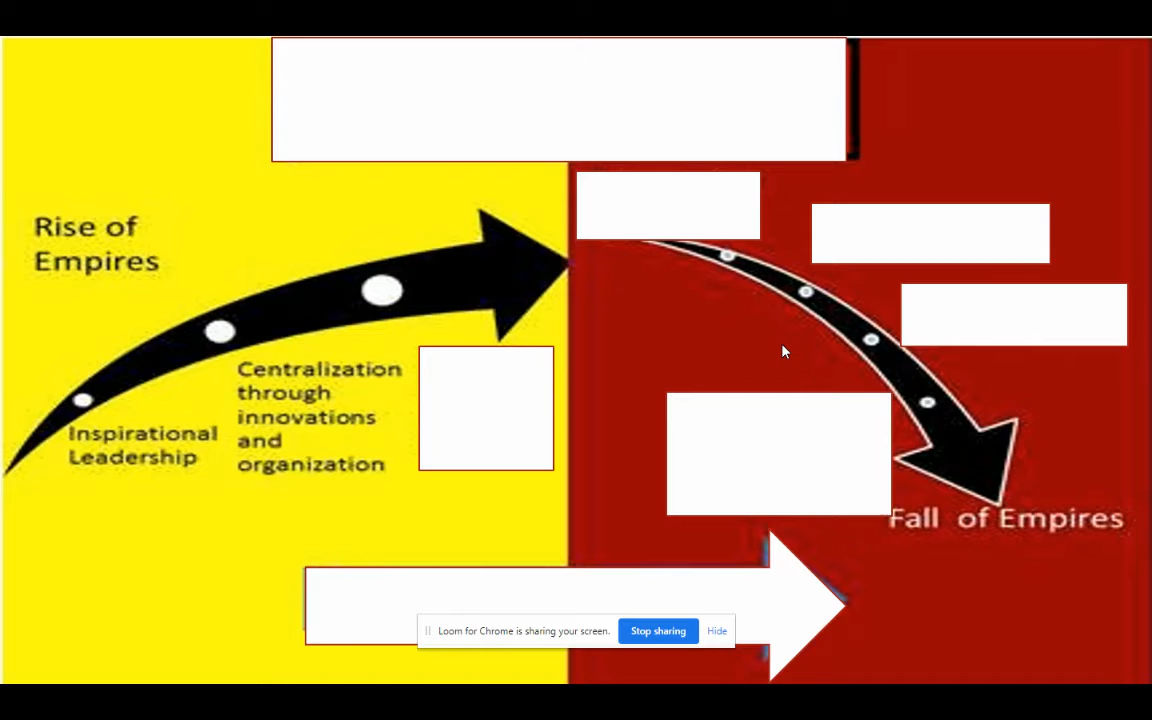 Rise of
Empires
Inspirational
Leadership
Centralization
through
innovations
and
organization
Fall of Empires
Loom for Chrome is sharing your screen.
Stop sharing
Hide